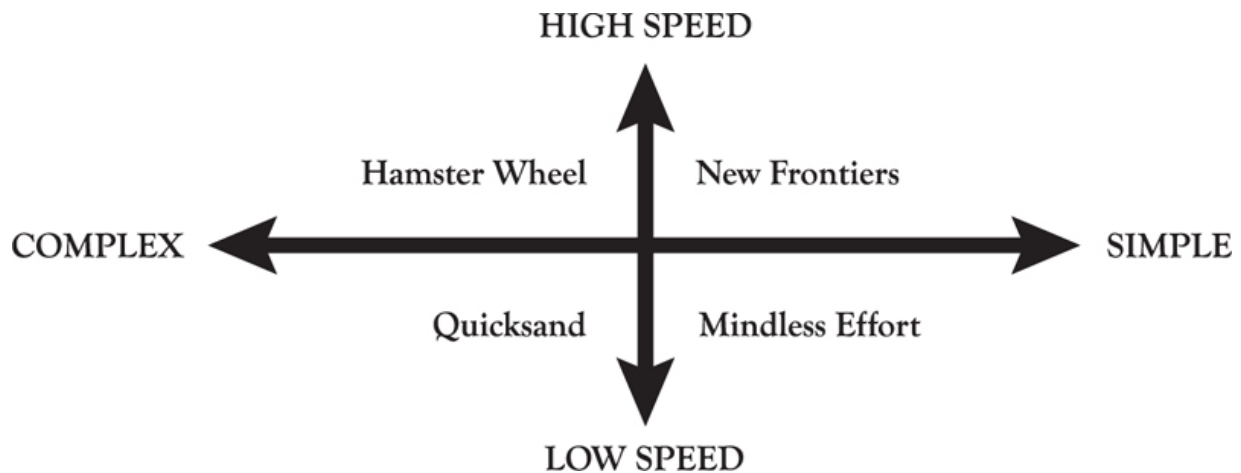 HIGH SPEED
Hamster Wheel
New Frontiers
COMPLEX
SIMPLE
Quicksand
Mindless Effort
LOW SPEED